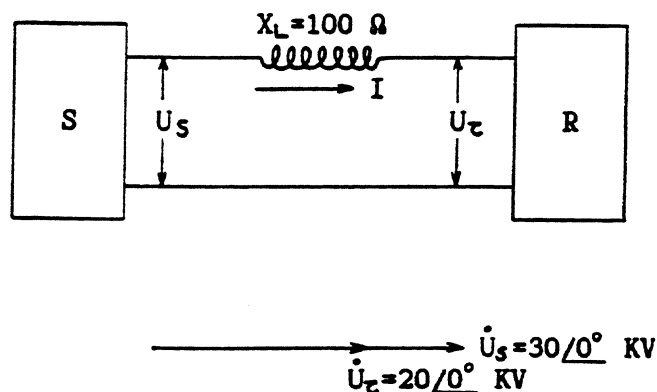 X_L=100 Ω
I
S
U_S
U_τ
R
U̇_S=30/0° KV
U̇_τ=20/0° KV